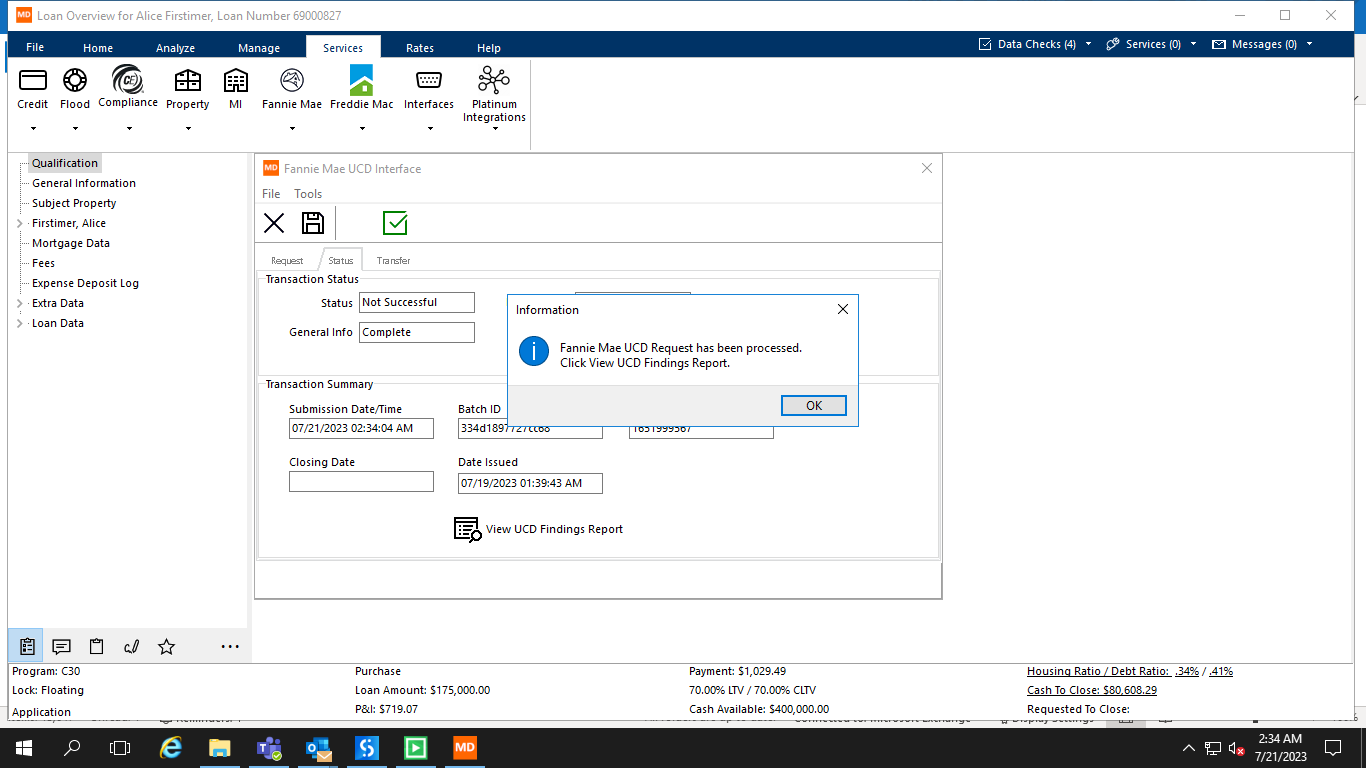 MD Loan Overview for Alice Firstimer, Loan Number 69000827
File Home Analyze Manage Services Rates Help Data Checks (4) Services (0) Messages (0)
Credit Flood Compliance Property MI Fannie Mae Freddie Mac Interfaces Platinum
Integrations
Qualification
General Information
Subject Property
Firstimer, Alice
Mortgage Data
Fees
Expense Deposit Log
Extra Data
Loan Data
MD Fannie Mae UCD Interface
File Tools
Request Status Transfer
Transaction Status
Status Not Successful
General Info Complete
Information
Fannie Mae UCD Request has been processed.
Click View UCD Findings Report.
OK
Transaction Summary
Submission Date/Time Batch ID
07/21/2023 02:34:04 AM 334d1897727cc68 1651999567
Closing Date Date Issued
07/19/2023 01:39:43 AM
View UCD Findings Report
Program: C30 Purchase Payment: $1,029.49 Housing Ratio / Debt Ratio: .34% / .41%
Lock: Floating Loan Amount: $175,000.00 70.00% LTV / 70.00% CLTV Cash To Close: $80,608.29
Application P&I: $719.07 Cash Available: $400,000.00 Requested To Close:
MD
2:34 AM
7/21/2023